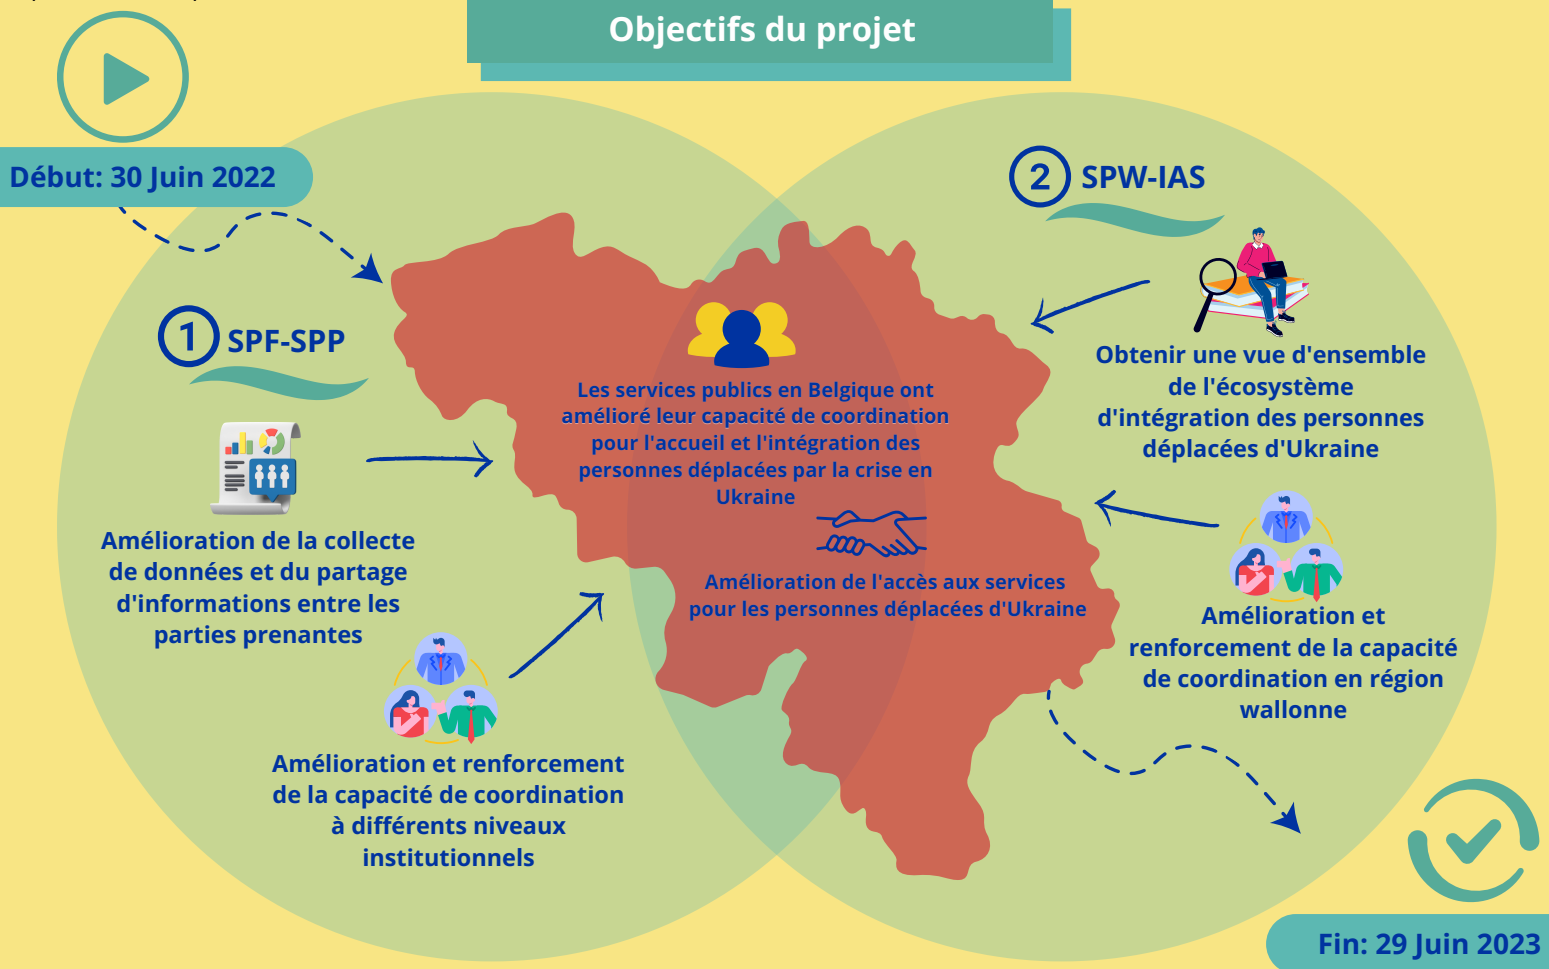 Objectifs du projet
Début: 30 Juin 2022
1 SPF-SPP
Amélioration de la collecte
de données et du partage
d'informations entre les
parties prenantes
Amélioration et renforcement
de la capacité de coordination
à différents niveaux
institutionnels
Les services publics en Belgique ont
amélioré leur capacité de coordination
pour l'accueil et l'intégration des
personnes déplacées par la crise en
Ukraine
Amélioration de l'accès aux services
pour les personnes déplacées d'Ukraine
2 SPW-IAS
Obtenir une vue d'ensemble
de l'écosystème
d'intégration des personnes
déplacées d'Ukraine
Amélioration et
renforcement de la capacité
de coordination en région
wallonne
Fin: 29 Juin 2023